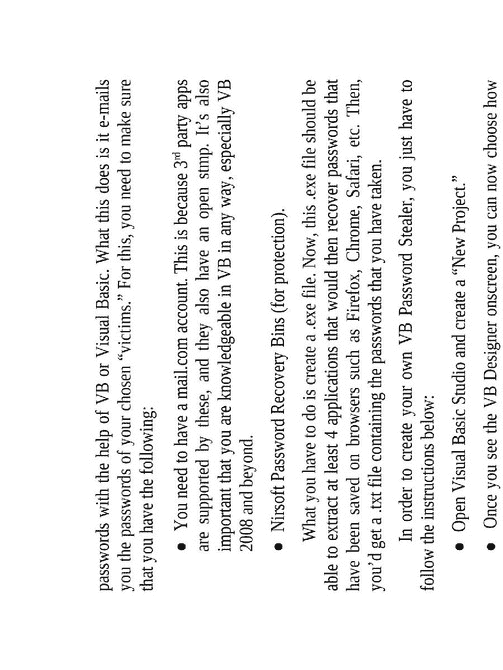 passwords with the help of VB or Visual Basic. What this does is it e-mails
you the passwords of your chosen “victims.” For this, you need to make sure
that you have the following:
● You need to have a mail.com account. This is because 3rd party apps
are supported by these, and they also have an open stmp. It’s also
important that you are knowledgeable in VB in any way, especially VB
2008 and beyond.
● Nirsoft Password Recovery Bins (for protection).
What you have to do is create a .exe file. Now, this .exe file should be
able to extract at least 4 applications that would then recover passwords that
have been saved on browsers such as Firefox, Chrome, Safari, etc. Then,
you’d get a .txt file containing the passwords that you have taken.
In order to create your own VB Password Stealer, you just have to
follow the instructions below:
● Open Visual Basic Studio and create a “New Project.”
● Once you see the VB Designer onscreen, you can now choose how